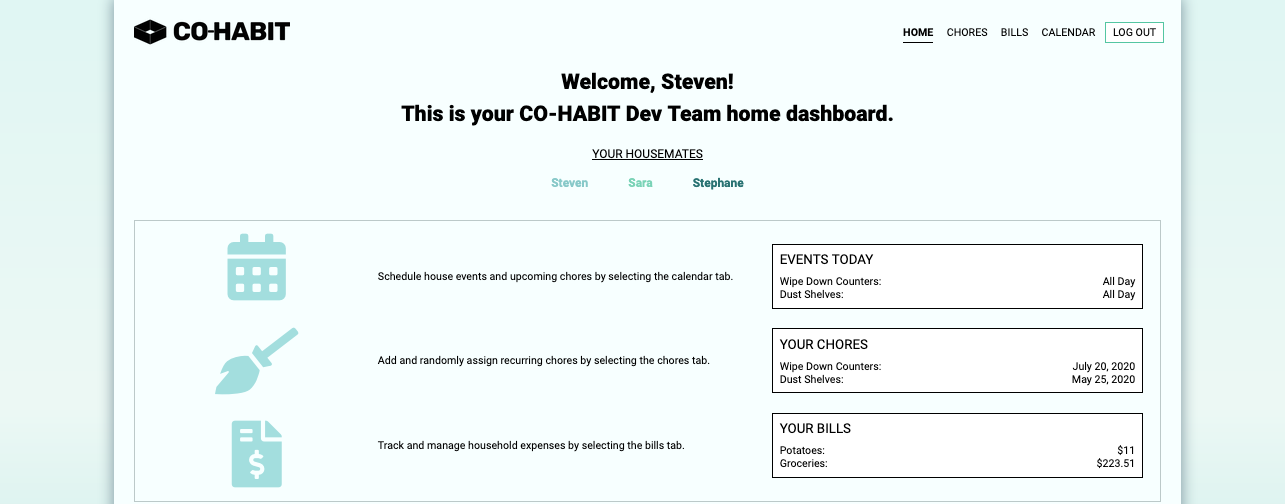 CO-HABIT
HOME CHORES BILLS CALENDAR LOG OUT
Welcome, Steven!
This is your CO-HABIT Dev Team home dashboard.
YOUR HOUSEMATES
Steven Sara Stephane
Schedule house events and upcoming chores by selecting the calendar tab.
EVENTS TODAY
Wipe Down Counters: All Day
Dust Shelves: All Day
Add and randomly assign recurring chores by selecting the chores tab.
YOUR CHORES
Wipe Down Counters: July 20, 2020
Dust Shelves: May 25, 2020
Track and manage household expenses by selecting the bills tab.
YOUR BILLS
Potatoes: $11
Groceries: $223.51